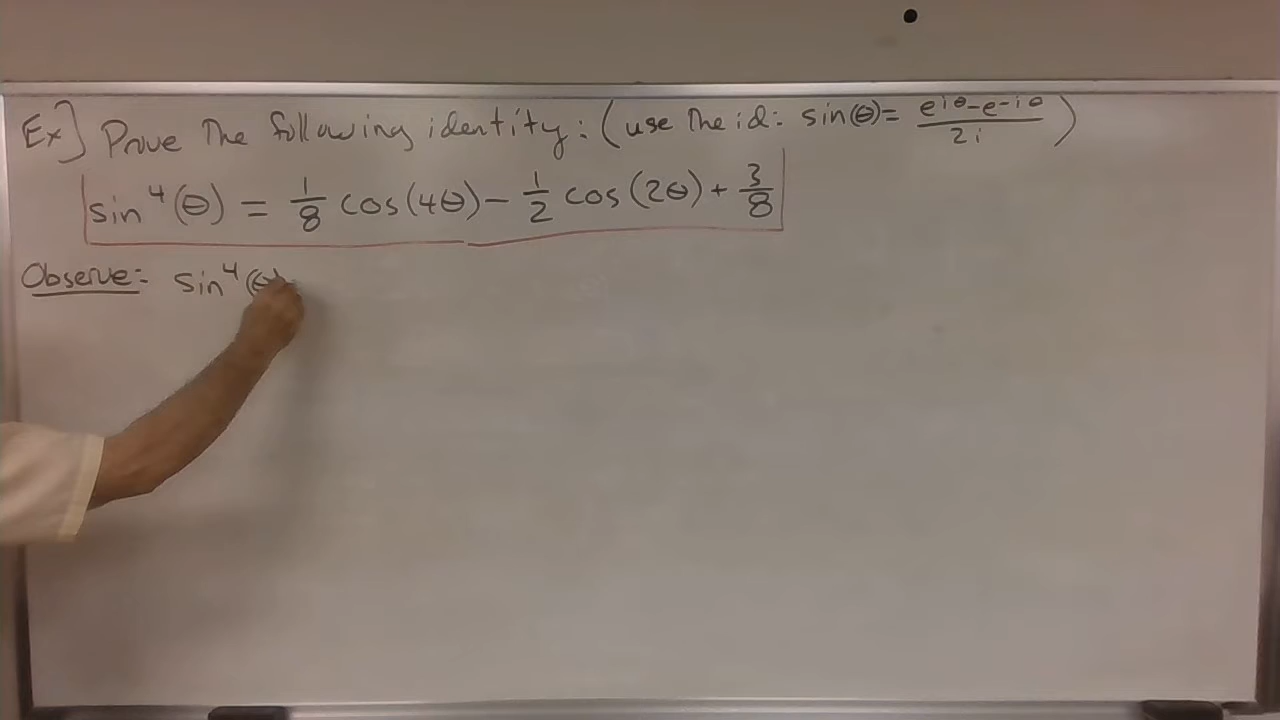 Ex] Prove The following identity: (use The id: sin(θ)= e^iθ-e^-iθ/2i)
sin^4(θ) = 1/8 cos(4θ) - 1/2 cos(2θ) + 3/8
Observe: sin^4(θ)